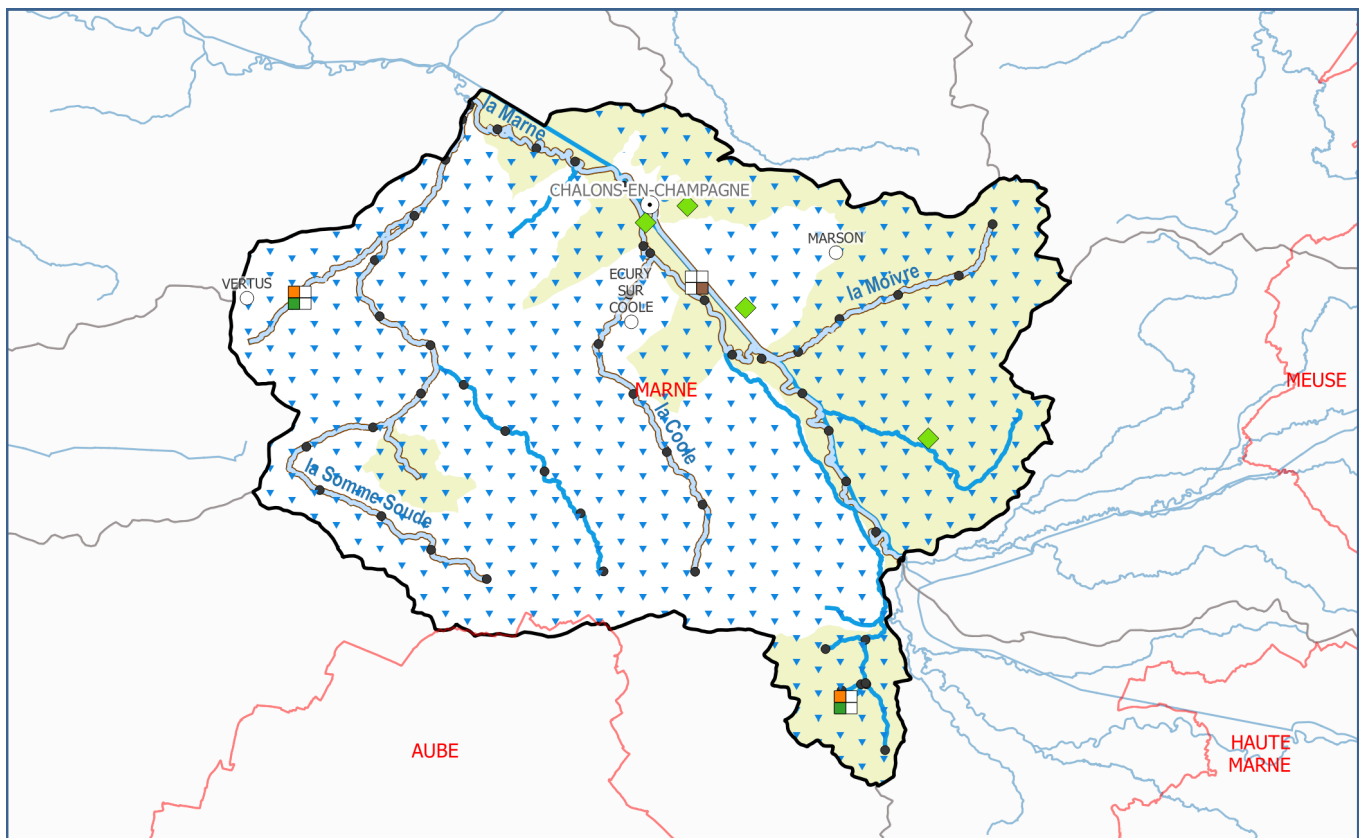 la Marne
CHALONS-EN-CHAMPAGNE
MARSON
VERTUS
ECURY
SUR
COOLE
la Moivre
MARNE
MEUSE
la Coole
la Somme-Soude
AUBE
HAUTE
MARNE